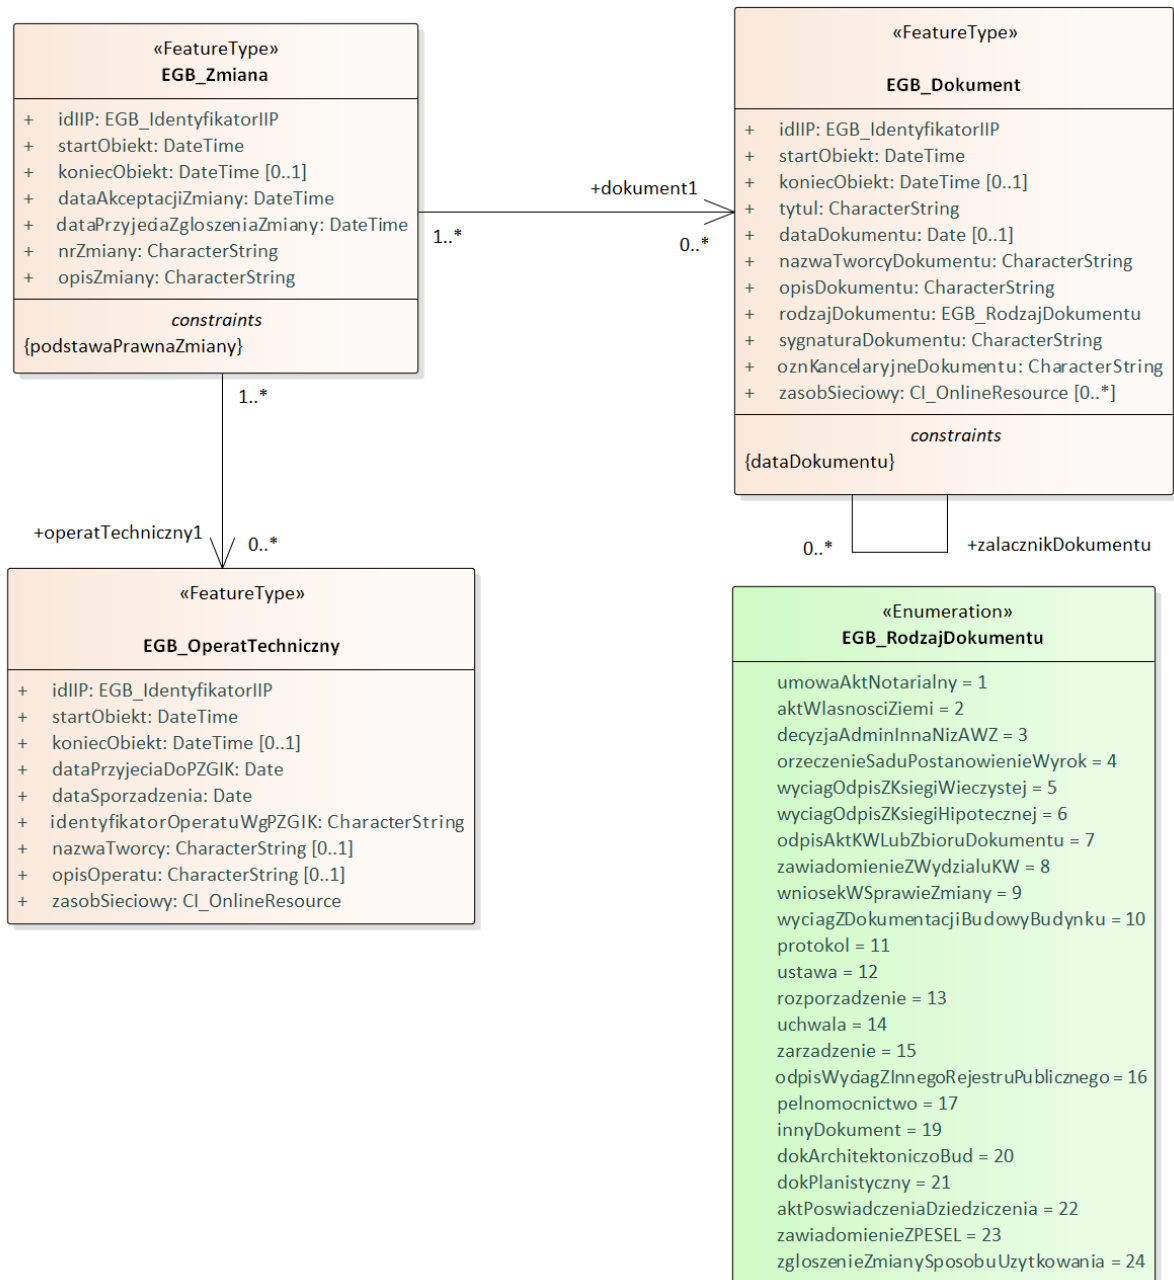 «FeatureType»
EGB_Zmiana
+ idIIP: EGB_IdentyfikatorIIP
+ startObiekt: DateTime
+ koniecObiekt: DateTime [0..1]
+ dataAkceptacjiZmiany: DateTime
+ dataPrzyjeciaZgloszeniaZmiany: DateTime
+ nrZmiany: CharacterString
+ opisZmiany: CharacterString
constraints
{podstawaPrawnaZmiany}
«FeatureType»
EGB_Dokument
+ idIIP: EGB_IdentyfikatorIIP
+ startObiekt: DateTime
+ koniecObiekt: DateTime [0..1]
+ tytul: CharacterString
+ dataDokumentu: Date [0..1]
+ nazwaTworcyDokumentu: CharacterString
+ opisDokumentu: CharacterString
+ rodzajDokumentu: EGB_RodzajDokumentu
+ sygnaturaDokumentu: CharacterString
+ oznKancelaryjneDokumentu: CharacterString
+ zasobSieciowy: CI_OnlineResource [0..*]
constraints
{dataDokumentu}
+dokument1
1..*
0..*
1..*
+operatTechniczny1
0..*
0..*
+zalacznikDokumentu
«FeatureType»
EGB_OperatTechniczny
+ idIIP: EGB_IdentyfikatorIIP
+ startObiekt: DateTime
+ koniecObiekt: DateTime [0..1]
+ dataPrzyjeciaDoPZGIK: Date
+ dataSporzadzenia: Date
+ identyfikatorOperatuWgPZGIK: CharacterString
+ nazwaTworcy: CharacterString [0..1]
+ opisOperatu: CharacterString [0..1]
+ zasobSieciowy: CI_OnlineResource
«Enumeration»
EGB_RodzajDokumentu
umowaAktNotarialny = 1
aktWlasnosciZiemi = 2
decyzjaAdminInnaNizAWZ = 3
orzeczenieSaduPostanowienieWyrok = 4
wyciagOdpisZKsiegiWieczystej = 5
wyciagOdpisZKsiegiHipotecznej = 6
odpisAktKWLubZbioruDokumentu = 7
zawiadomienieZWydzialuKW = 8
wniosekWSprawieZmiany = 9
wyciagZDokumentacjiBudowyBudynku = 10
protokol = 11
ustawa = 12
rozporzadzenie = 13
uchwala = 14
zarzadzenie = 15
odpisWyciagZInnegoRejestruPublicznego = 16
pelnomocnictwo = 17
innyDokument = 19
dokArchitektoniczoBud = 20
dokPlanistyczny = 21
aktPoswiadczeniaDziedziczenia = 22
zawiadomienieZPESEL = 23
zgloszenieZmianySposobuUzytkowania = 24